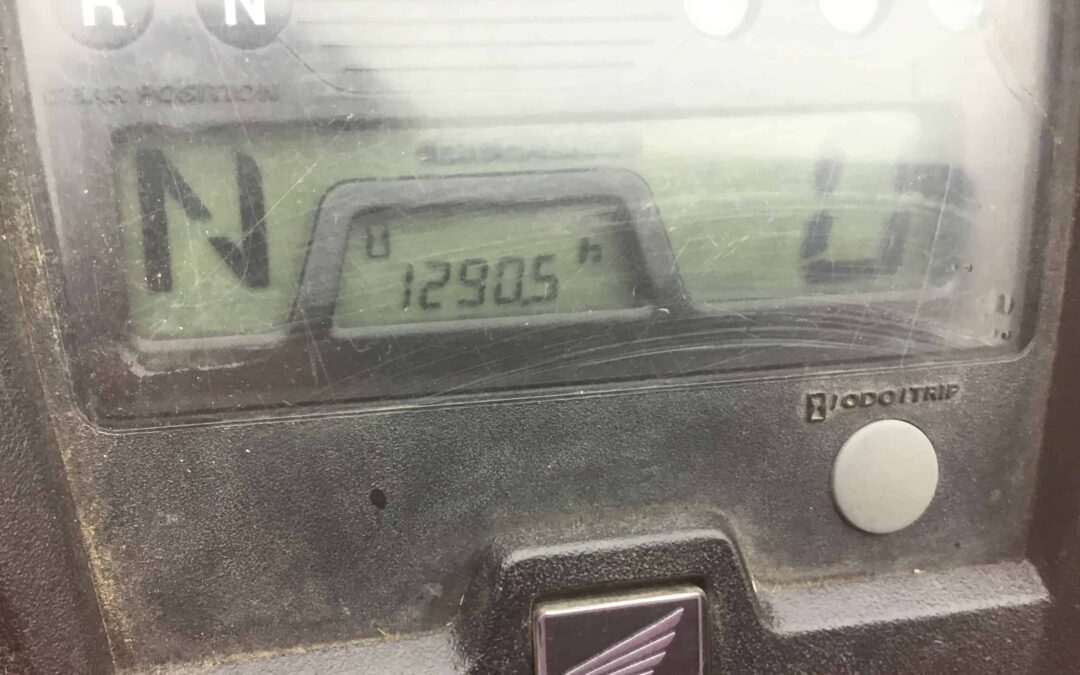 R N
GEAR POSITION
N
1290.5 h
/ODO/TRIP